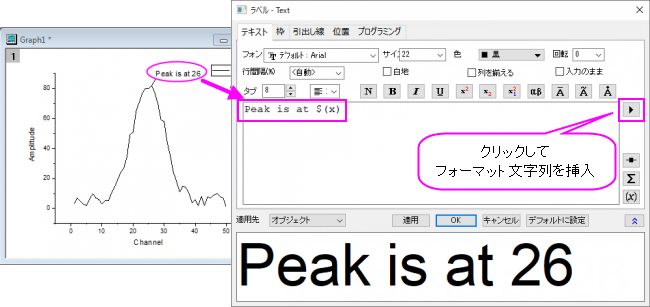 Graph1 *
1
Peak is at 26
80
60
40
20
0
Amplitude
0 10 20 30 40 50
Channel
ラベル - Text
テキスト 枠 引出し線 位置 プログラミング
フォン デフォルト: Arial サイズ 22 色 黒 回転 0
行間隔(%) <自動> 白地 列を揃える 入力のまま
タブ 8 N B I U x² x₂ αβ Ã Ā Â
Peak is at $(x)
クリックして
フォーマット文字列を挿入
Σ
(x)
適用先 オブジェクト 適用 OK キャンセル デフォルトに設定
Peak is at 26